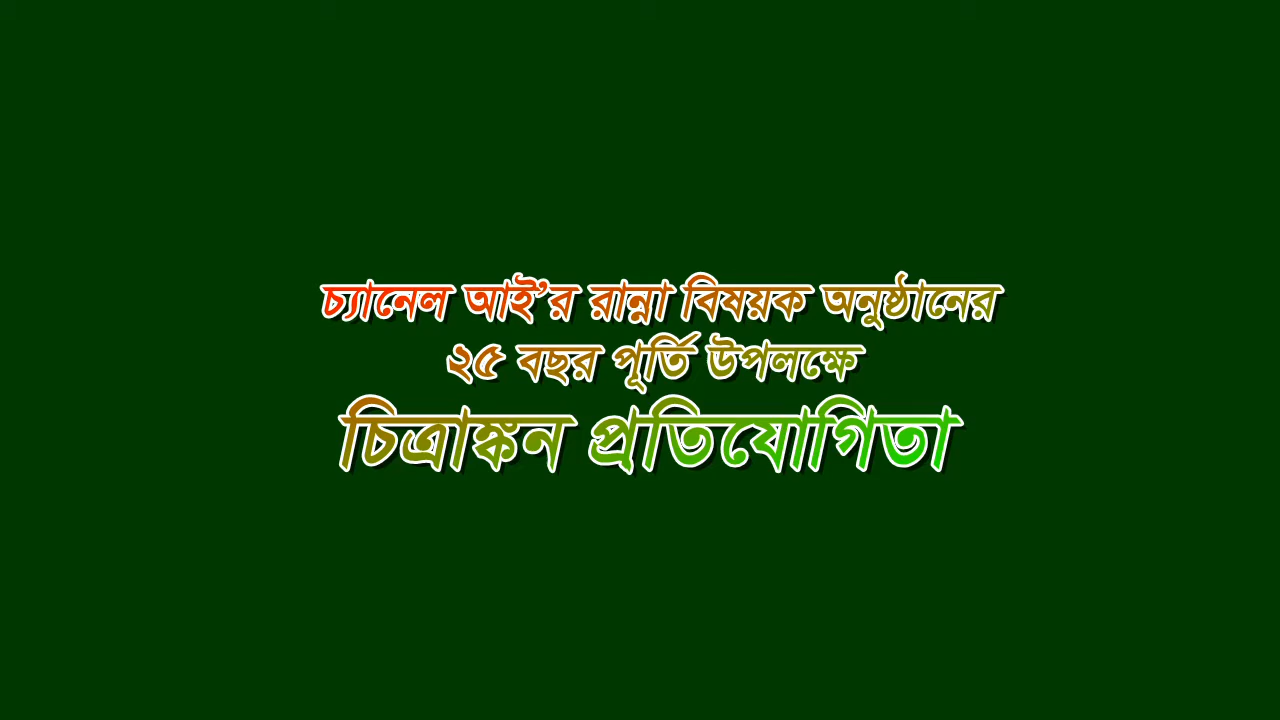 চ্যানেল আই’র রান্না বিষয়ক অনুষ্ঠানের
২৫ বছর পূর্তি উপলক্ষে
চিত্রাঙ্কন প্রতিযোগিতা